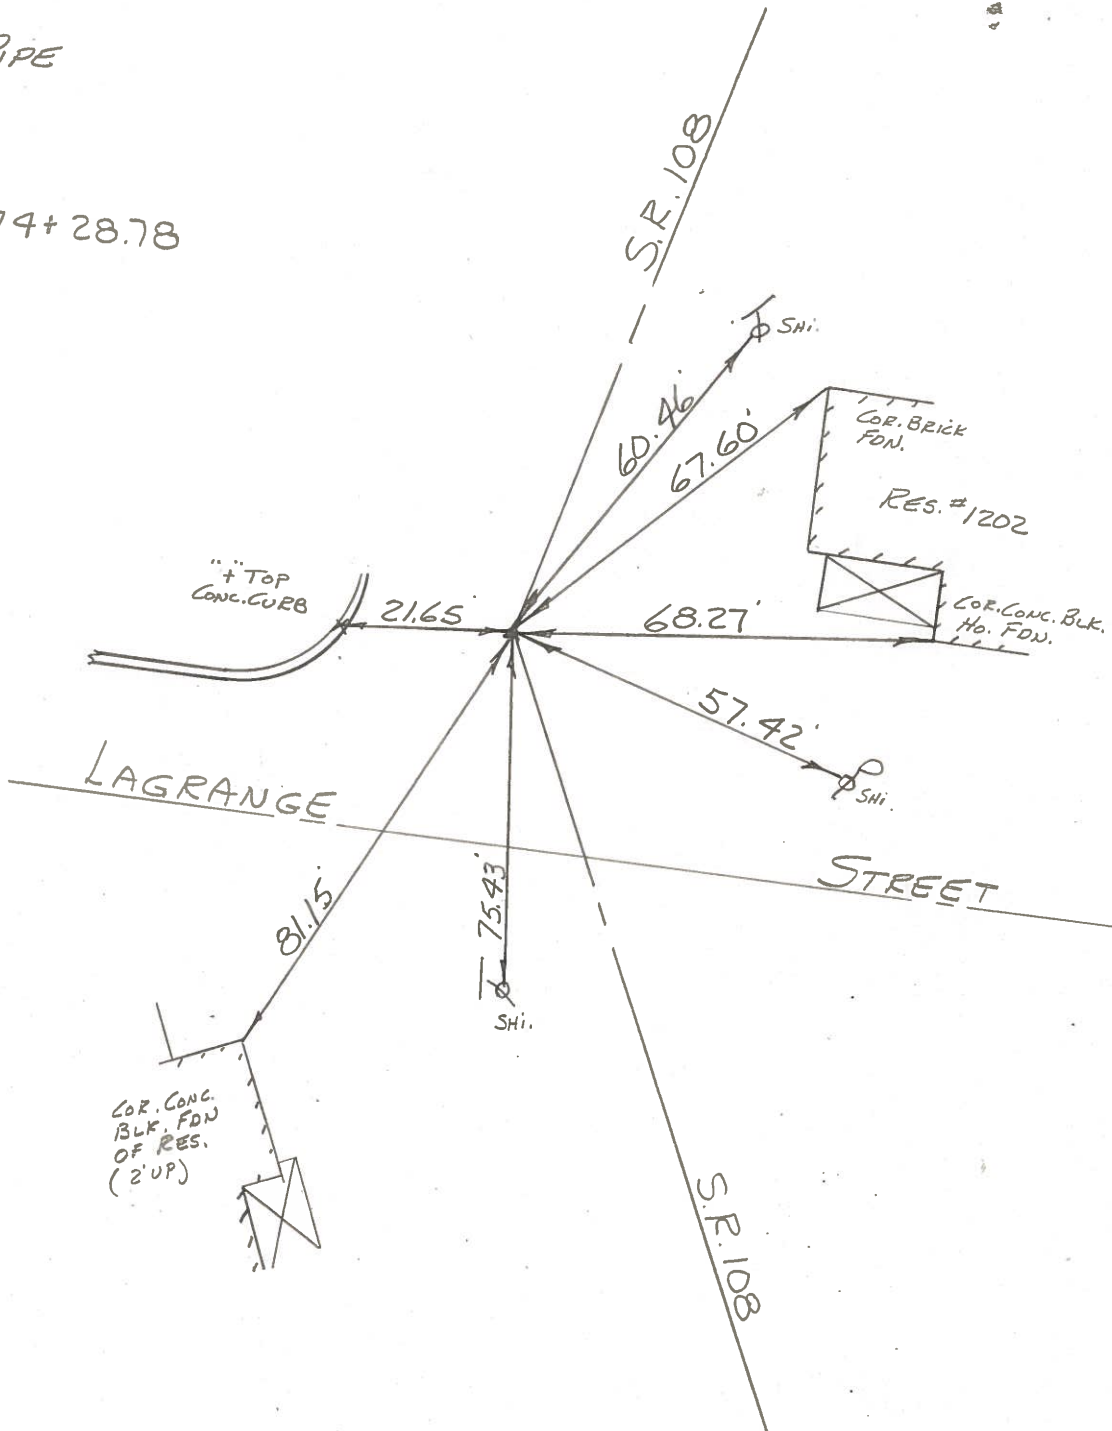 PIPE
74+28.78
S.R. 108
SHI.
60.46'
67.60'
COR. BRICK
FDN.
RES. #1202
"+" TOP
CONC. CURB
21.65'
68.27'
COR. CONC. BLK.
HO. FDN.
57.42'
SHI.
LAGRANGE STREET
81.15'
75.43'
SHI.
COR. CONC.
BLK. FDN
OF RES.
(2' UP)
S.R. 108